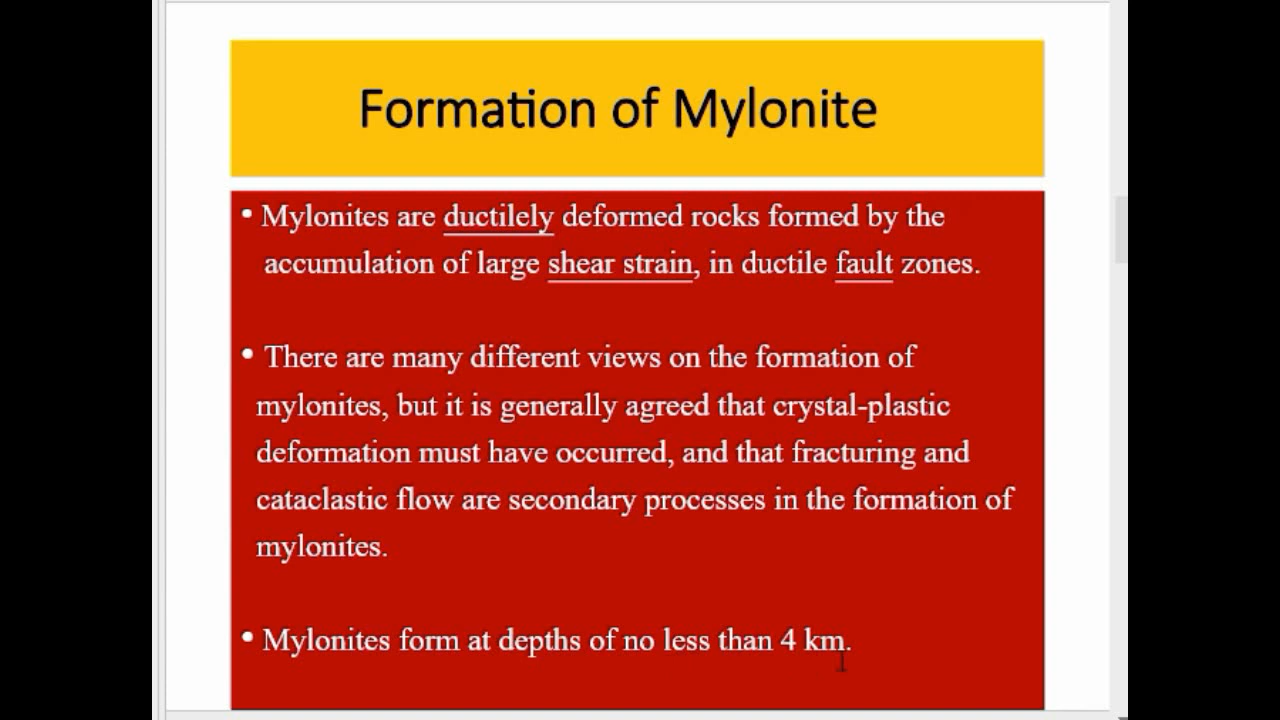 Formation of Mylonite
• Mylonites are ductilely deformed rocks formed by the
accumulation of large shear strain, in ductile fault zones.
• There are many different views on the formation of
mylonites, but it is generally agreed that crystal-plastic
deformation must have occurred, and that fracturing and
cataclastic flow are secondary processes in the formation of
mylonites.
• Mylonites form at depths of no less than 4 km.